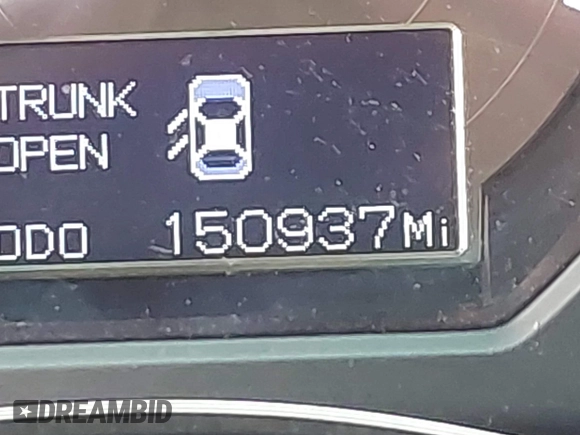 TRUNK
OPEN
ODO 150937Mi
DREAMBID